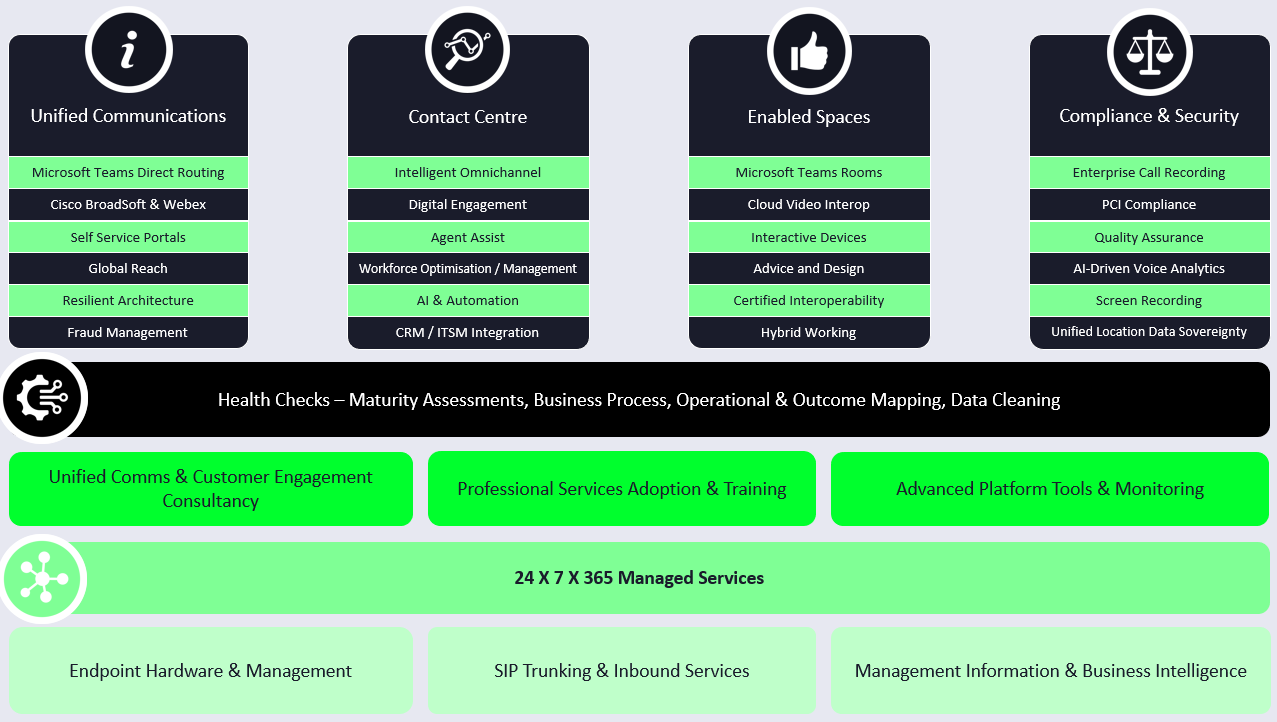 Unified Communications
Microsoft Teams Direct Routing
Cisco BroadSoft & Webex
Self Service Portals
Global Reach
Resilient Architecture
Fraud Management
Contact Centre
Intelligent Omnichannel
Digital Engagement
Agent Assist
Workforce Optimisation / Management
AI & Automation
CRM / ITSM Integration
Enabled Spaces
Microsoft Teams Rooms
Cloud Video Interop
Interactive Devices
Advice and Design
Certified Interoperability
Hybrid Working
Compliance & Security
Enterprise Call Recording
PCI Compliance
Quality Assurance
AI-Driven Voice Analytics
Screen Recording
Unified Location Data Sovereignty
Health Checks – Maturity Assessments, Business Process, Operational & Outcome Mapping, Data Cleaning
Unified Comms & Customer Engagement
Consultancy
Professional Services Adoption & Training
Advanced Platform Tools & Monitoring
24 X 7 X 365 Managed Services
Endpoint Hardware & Management
SIP Trunking & Inbound Services
Management Information & Business Intelligence